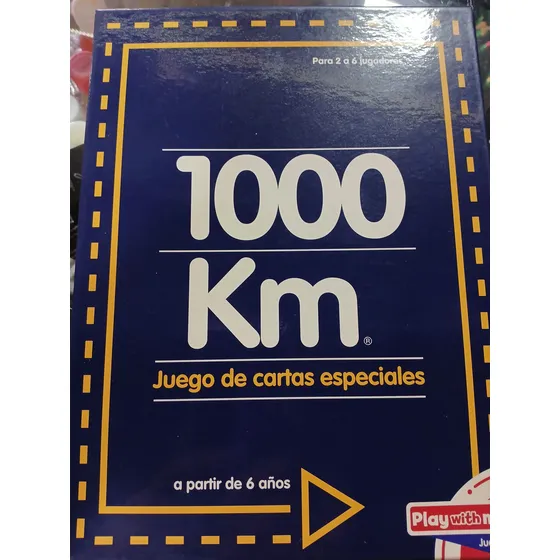 Para 2 a 6 jugadores
1000
Km®
Juego de cartas especiales
a partir de 6 años
Play with